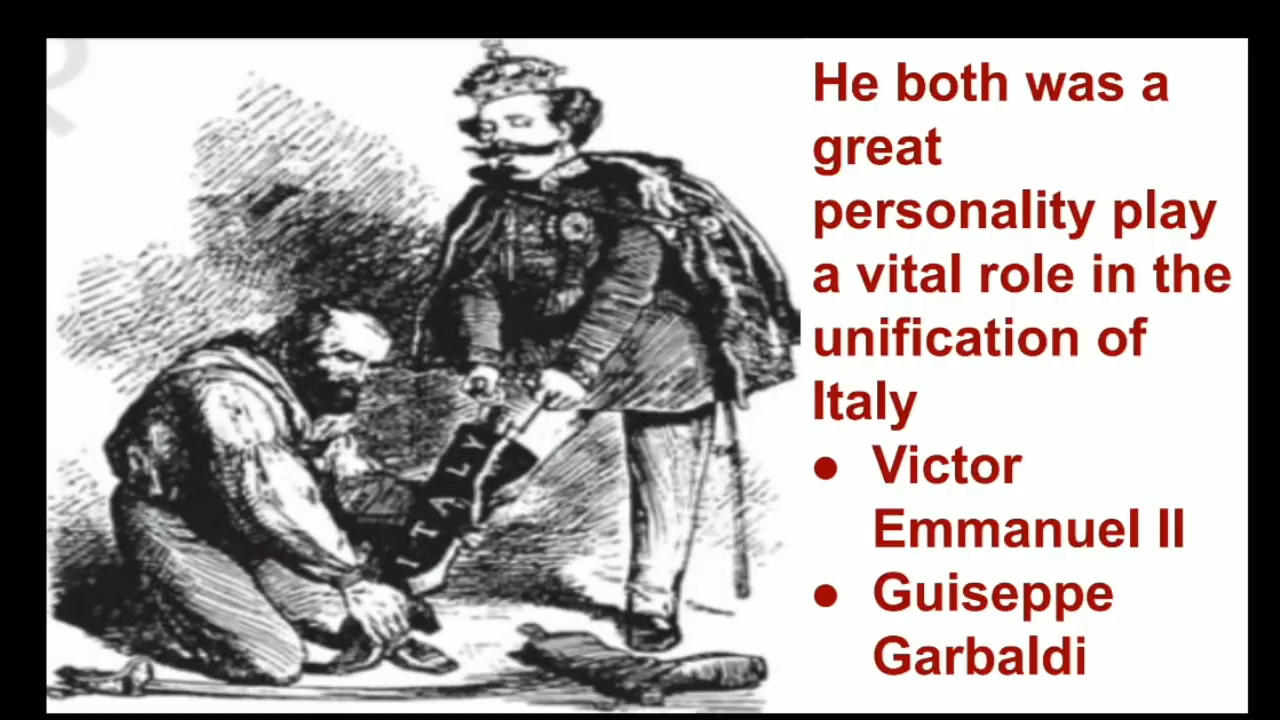 He both was a
great
personality play
a vital role in the
unification of
Italy
● Victor
Emmanuel II
● Guiseppe
Garbaldi
ITALY